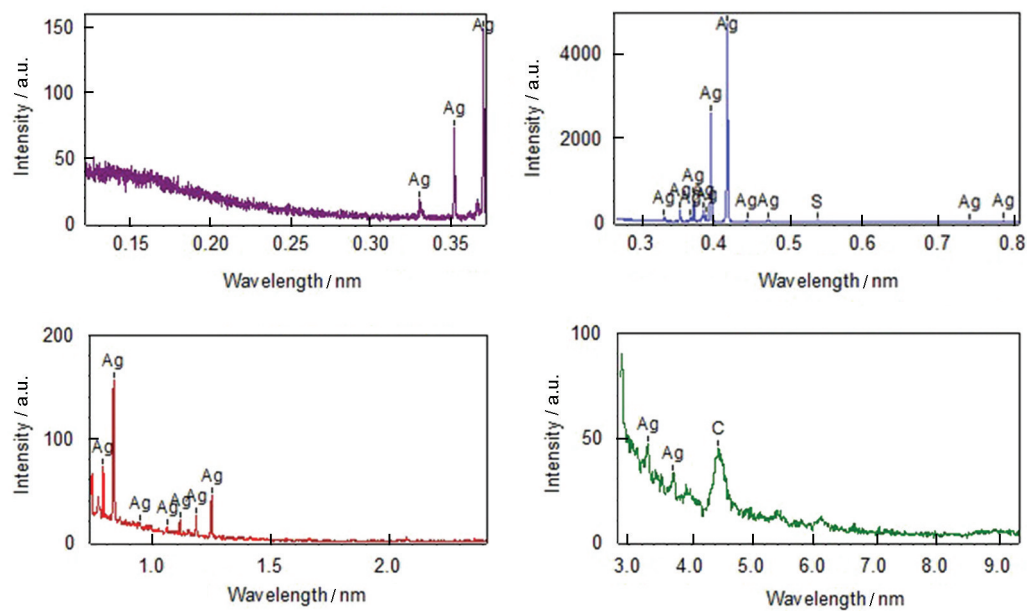 150
100
50
0
Intensity / a.u.
Ag
Ag
Ag
0.15 0.20 0.25 0.30 0.35
Wavelength / nm
4000
2000
0
Intensity / a.u.
Ag
Ag
Ag
Ag
Ag
Ag
Ag
Ag
S
Ag
Ag
0.3 0.4 0.5 0.6 0.7 0.8
Wavelength / nm
200
100
0
Intensity / a.u.
Ag
Ag
Ag
Ag
Ag
Ag
Ag
1.0 1.5 2.0
Wavelength / nm
100
50
0
Intensity / a.u.
Ag
Ag
C
3.0 4.0 5.0 6.0 7.0 8.0 9.0
Wavelength / nm